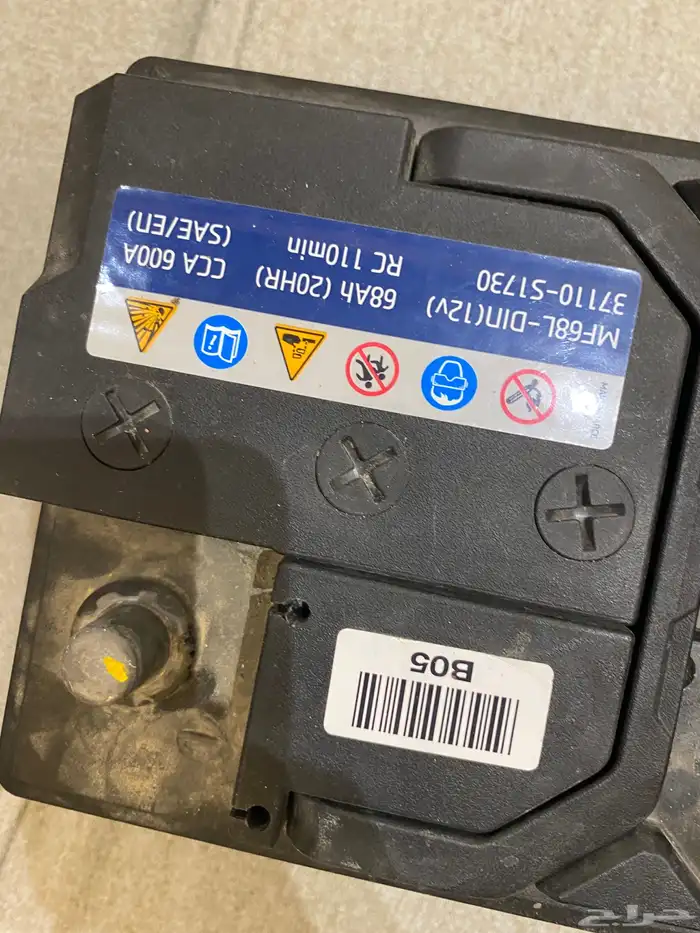 MF68L-DIN(12v)
37110-S1730
68Ah (20HR)
RC 110min
CCA 600A
(SAE/EN)
B05
حراج